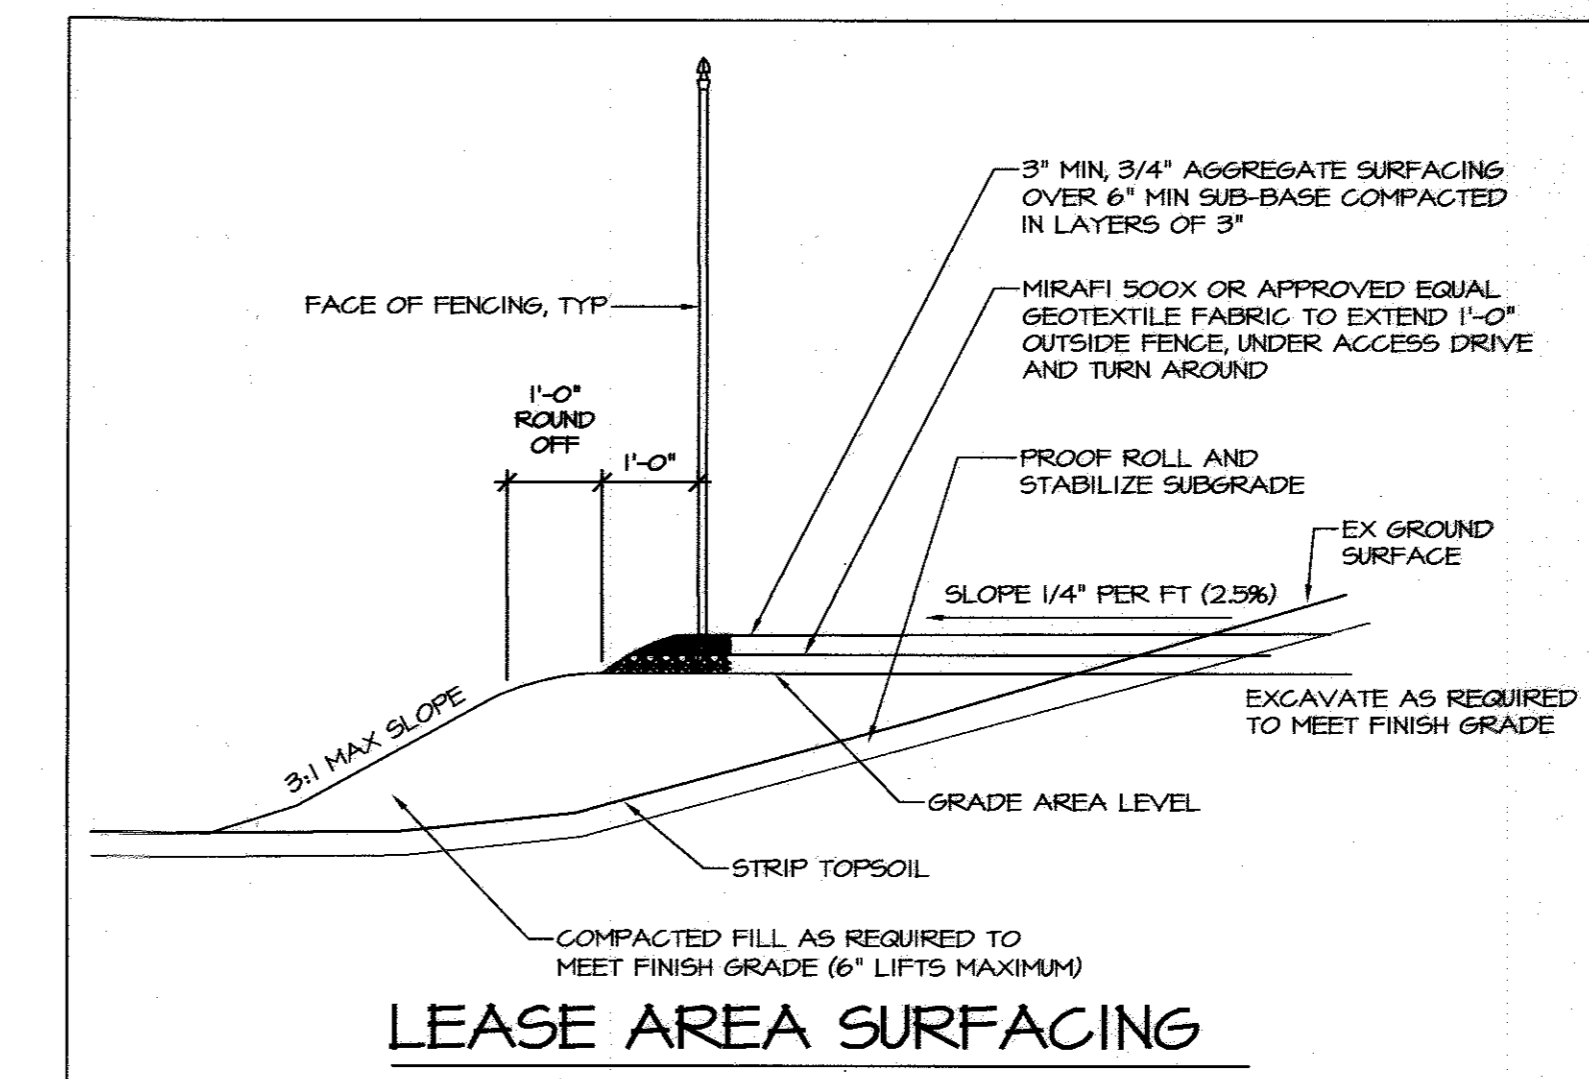 3" MIN, 3/4" AGGREGATE SURFACING
OVER 6" MIN SUB-BASE COMPACTED
IN LAYERS OF 3"
FACE OF FENCING, TYP
MIRAFI 500X OR APPROVED EQUAL
GEOTEXTILE FABRIC TO EXTEND 1'-0"
OUTSIDE FENCE, UNDER ACCESS DRIVE
AND TURN AROUND
1'-0"
ROUND
OFF
1'-0"
PROOF ROLL AND
STABILIZE SUBGRADE
EX GROUND
SURFACE
SLOPE 1/4" PER FT (2.5%)
3:1 MAX SLOPE
EXCAVATE AS REQUIRED
TO MEET FINISH GRADE
GRADE AREA LEVEL
STRIP TOPSOIL
COMPACTED FILL AS REQUIRED TO
MEET FINISH GRADE (6" LIFTS MAXIMUM)
LEASE AREA SURFACING